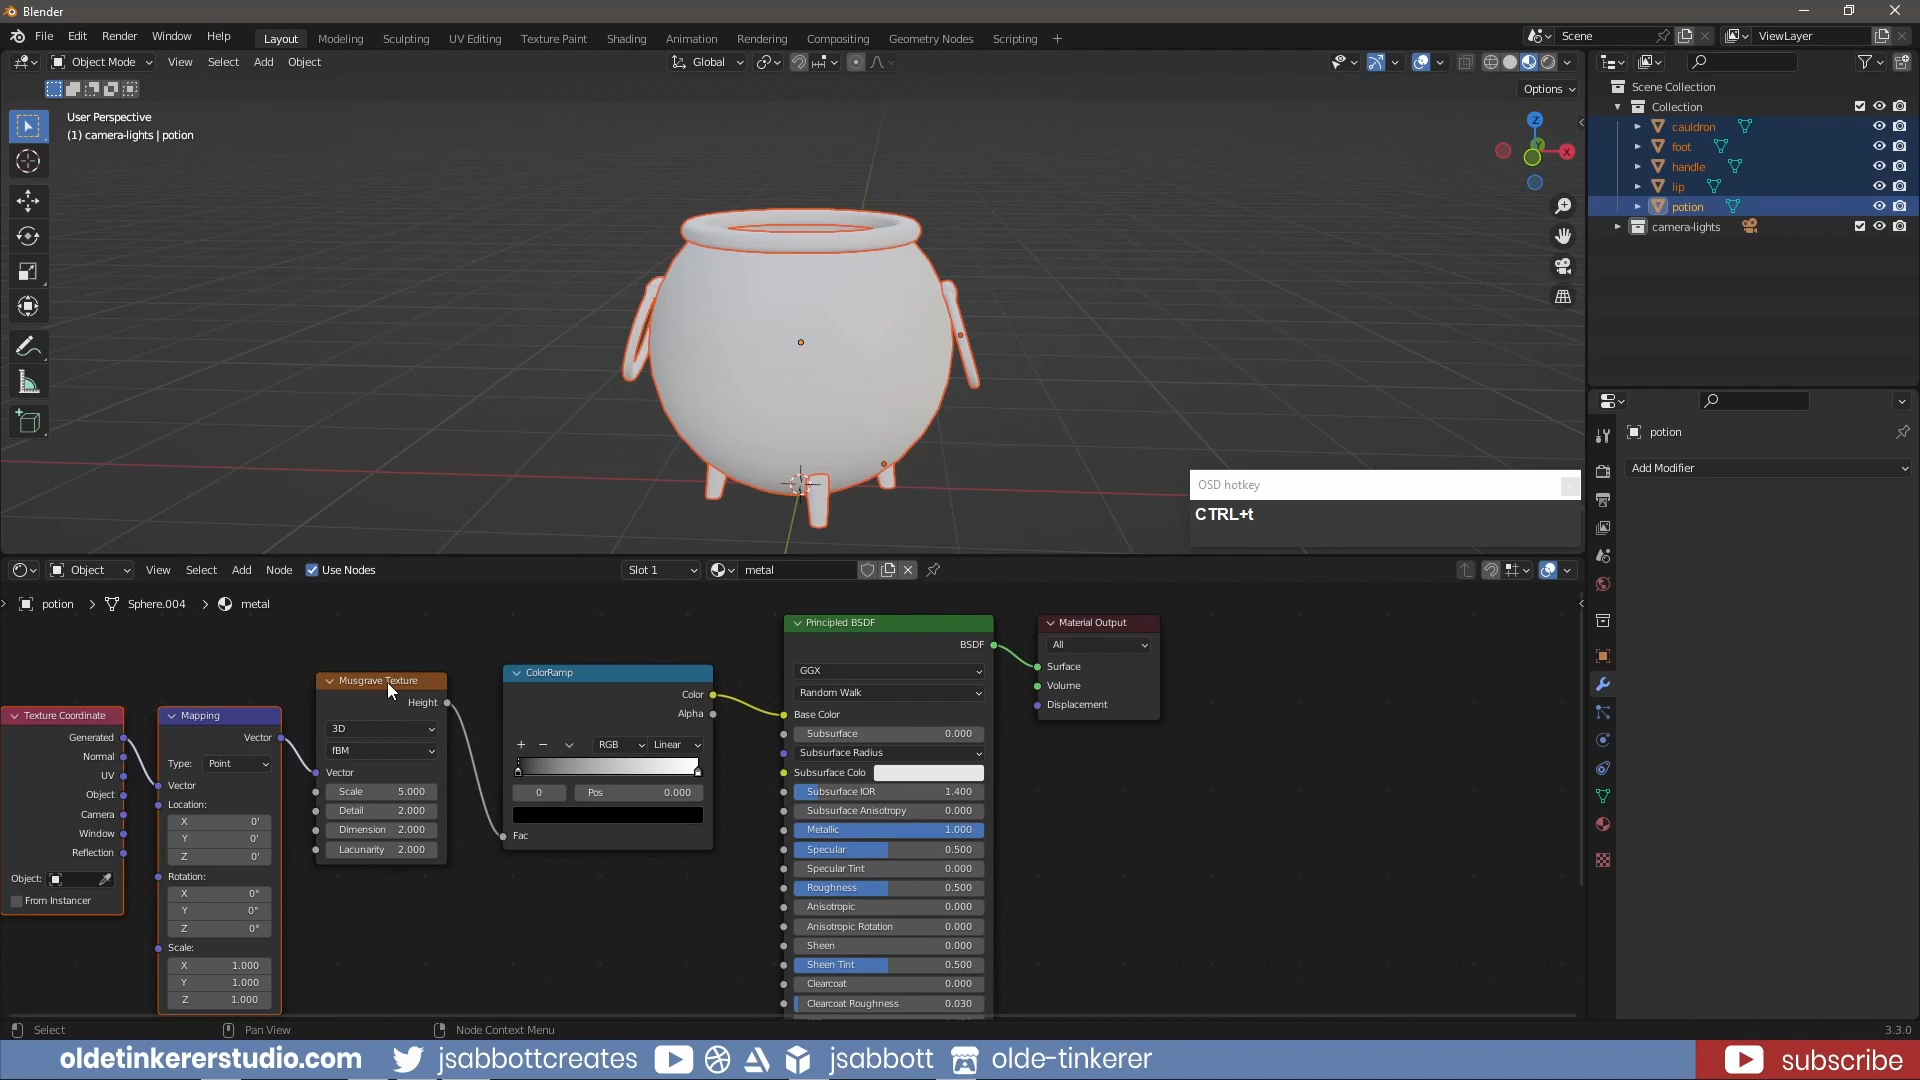 Blender
File Edit Render Window Help
Layout Modeling Sculpting UV Editing Texture Paint Shading Animation Rendering Compositing Geometry Nodes Scripting +
Scene
ViewLayer
Object Mode View Select Add Object
Global
Options
User Perspective
(1) camera-lights | potion
Z
X
Scene Collection
Collection
cauldron
foot
handle
lip
potion
camera-lights
potion
Add Modifier
OSD hotkey
CTRL+t
Object View Select Add Node Use Nodes
Slot 1
metal
potion > Sphere.004 > metal
Texture Coordinate
Generated
Normal
UV
Object
Camera
Window
Reflection
Object:
From Instancer
Mapping
Vector
Type: Point
Vector
Location:
X 0'
Y 0'
Z 0'
Rotation:
X 0°
Y 0°
Z 0°
Scale:
X 1.000
Y 1.000
Z 1.000
Musgrave Texture
Height
3D
fBM
Vector
Scale 5.000
Detail 2.000
Dimension 2.000
Lacunarity 2.000
ColorRamp
Color
Alpha
RGB Linear
0 Pos 0.000
Fac
Principled BSDF
BSDF
GGX
Random Walk
Base Color
Subsurface 0.000
Subsurface Radius
Subsurface Colo
Subsurface IOR 1.400
Subsurface Anisotropy 0.000
Metallic 1.000
Specular 0.500
Specular Tint 0.000
Roughness 0.500
Anisotropic 0.000
Anisotropic Rotation 0.000
Sheen 0.000
Sheen Tint 0.500
Clearcoat 0.000
Clearcoat Roughness 0.030
Material Output
All
Surface
Volume
Displacement
Select Pan View Node Context Menu
3.3.0
oldetinkererstudio.com jsabbottcreates jsabbott olde-tinkerer subscribe